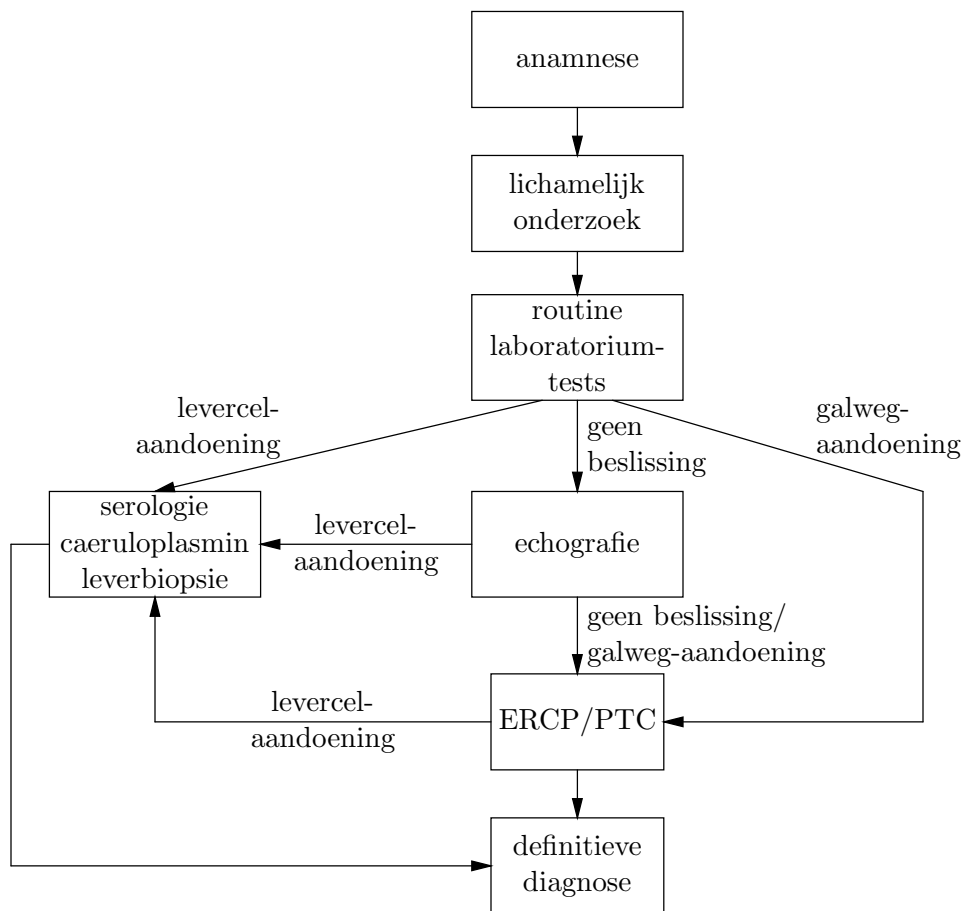 anamnese
lichamelijk
onderzoek
routine
laboratorium-
tests
levercel-
aandoening
geen
beslissing
galweg-
aandoening
serologie
caeruloplasmin
leverbiopsie
levercel-
aandoening
echografie
geen beslissing/
galweg-aandoening
levercel-
aandoening
ERCP/PTC
definitieve
diagnose